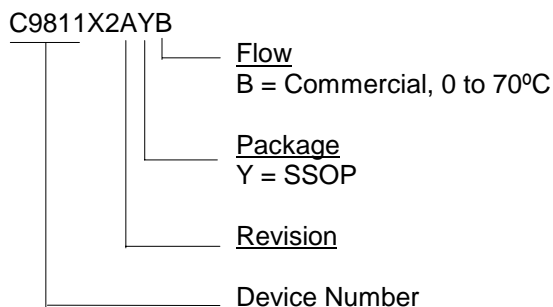 C9811X2AYB
Flow
B = Commercial, 0 to 70ºC
Package
Y = SSOP
Revision
Device Number